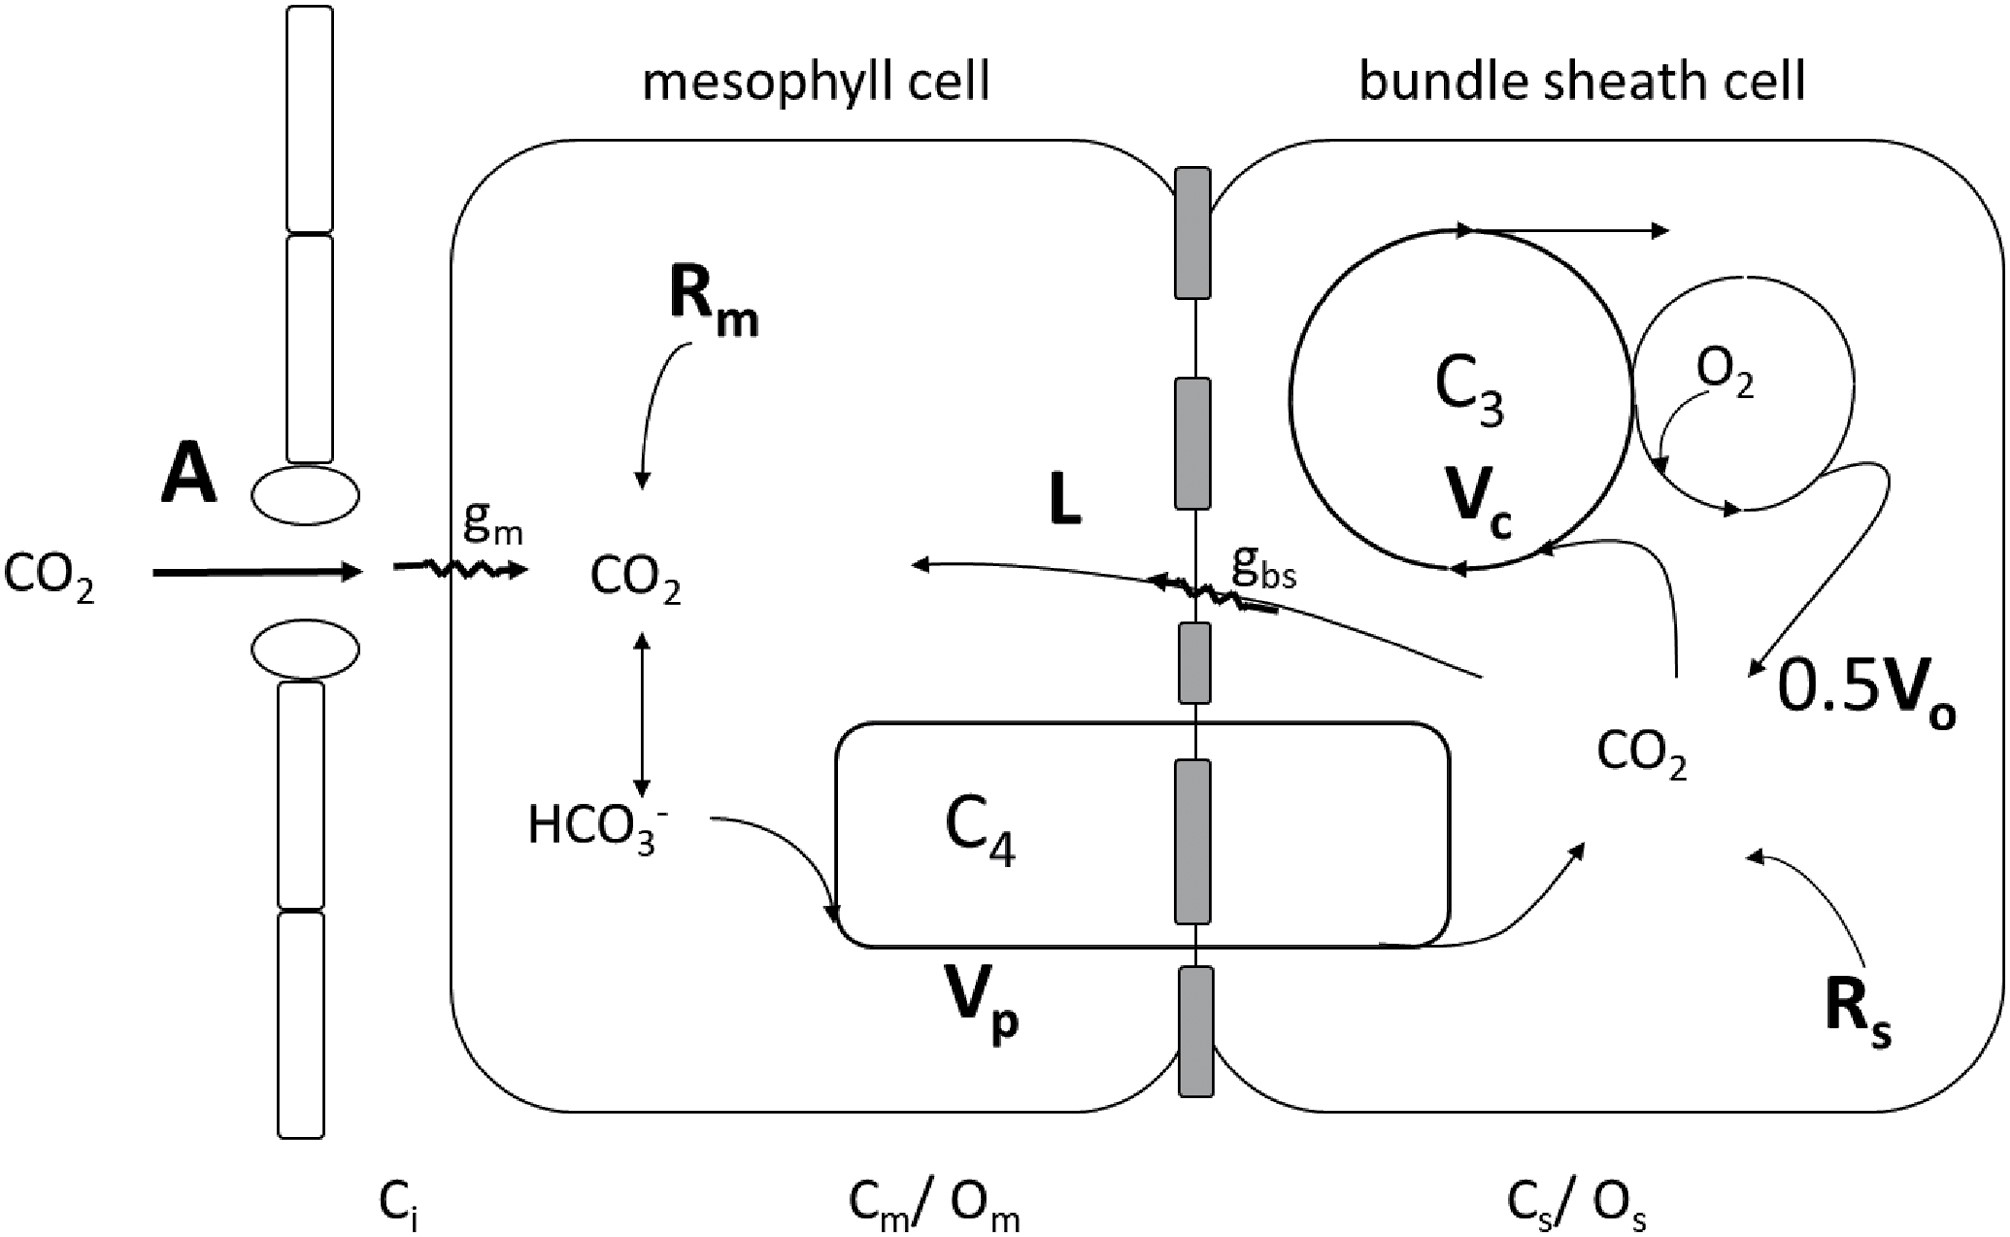 mesophyll cell
bundle sheath cell
Rm
A
gm
CO2
CO2
L
gbs
C3
Vc
O2
0.5Vo
CO2
HCO3-
C4
Vp
Rs
Ci
Cm/ Om
Cs/ Os